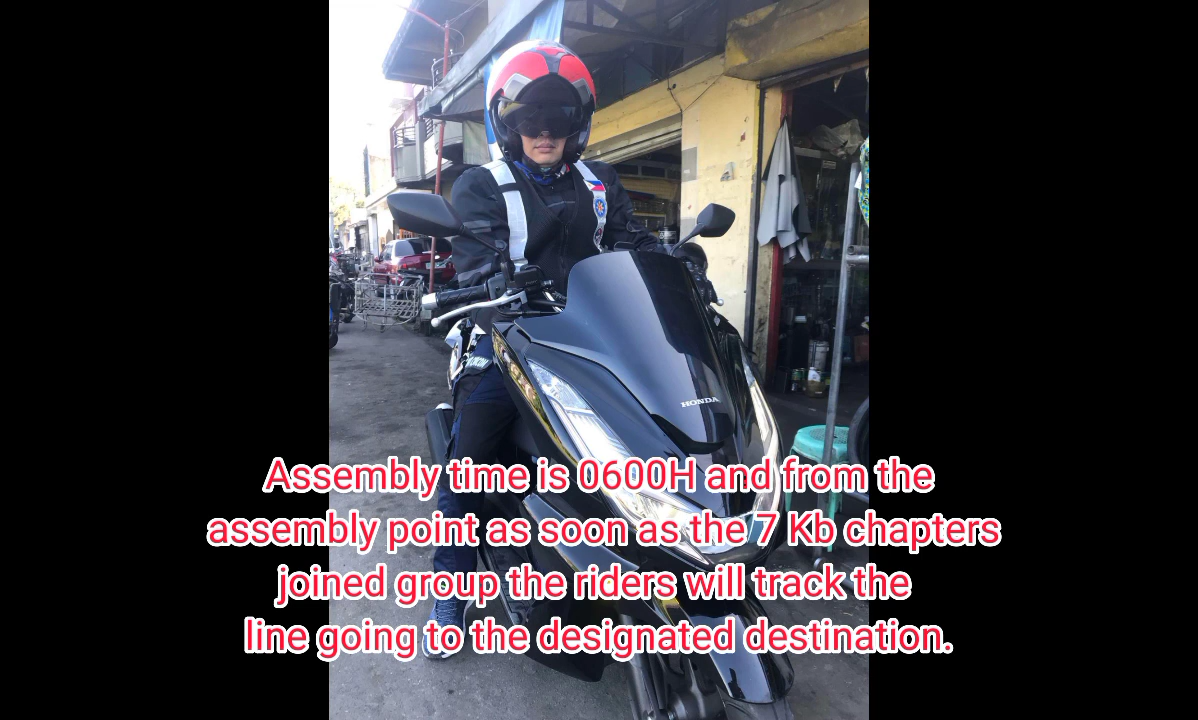 HONDA
Assembly time is 0600H and from the
assembly point as soon as the 7 Kb chapters
joined group the riders will track the
line going to the designated destination.